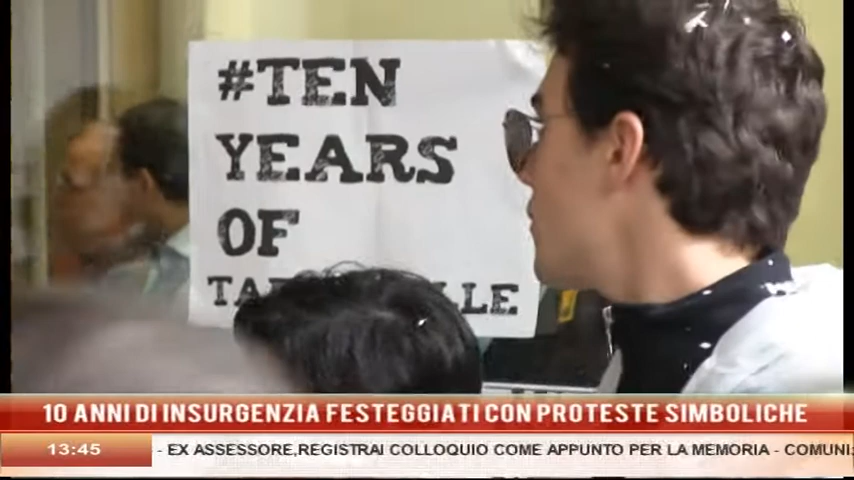 #TEN
YEARS
OF
10 ANNI DI INSURGENZIA FESTEGGIATI CON PROTESTE SIMBOLICHE
13:45 - EX ASSESSORE,REGISTRAI COLLOQUIO COME APPUNTO PER LA MEMORIA - COMUNI